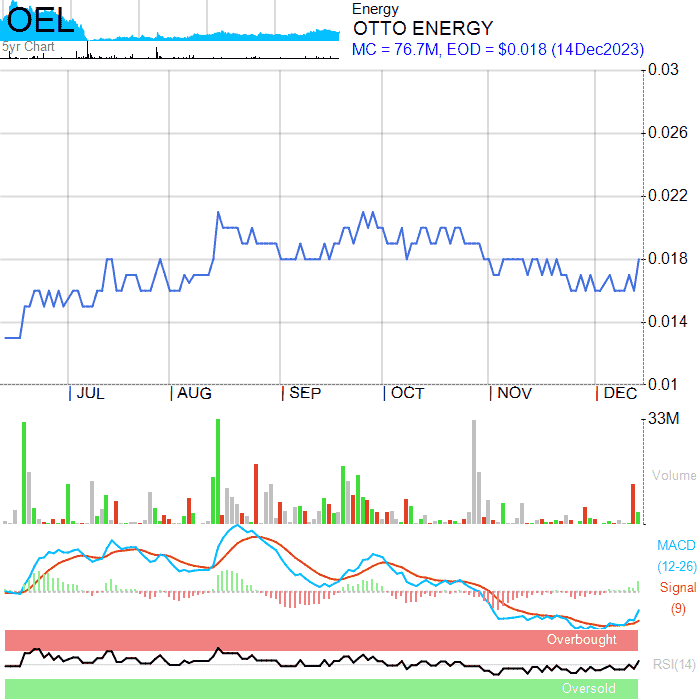 OEL
5yr Chart
Energy
OTTO ENERGY
MC = 76.7M, EOD = $0.018 (14Dec2023)
0.03
0.026
0.022
0.018
0.014
0.01
JUL
AUG
SEP
OCT
NOV
DEC
33M
Volume
MACD
(12-26)
Signal
(9)
Overbought
RSI(14)
Oversold